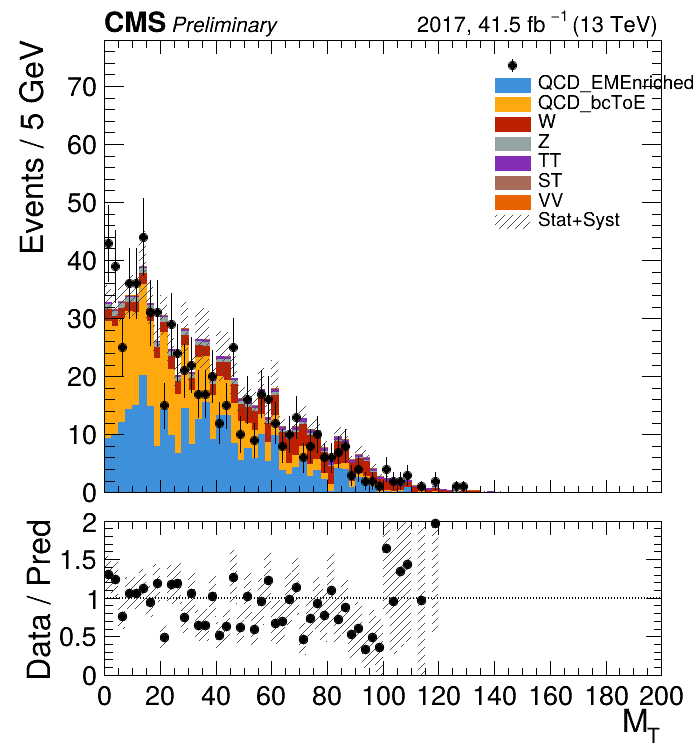 CMS Preliminary
2017, 41.5 fb⁻¹ (13 TeV)
Events / 5 GeV
70
60
50
40
30
20
10
0
QCD_EMEnriched
QCD_bcToE
W
Z
TT
ST
VV
Stat+Syst
Data / Pred
2
1.5
1
0.5
0
0 20 40 60 80 100 120 140 160 180 200
M_T